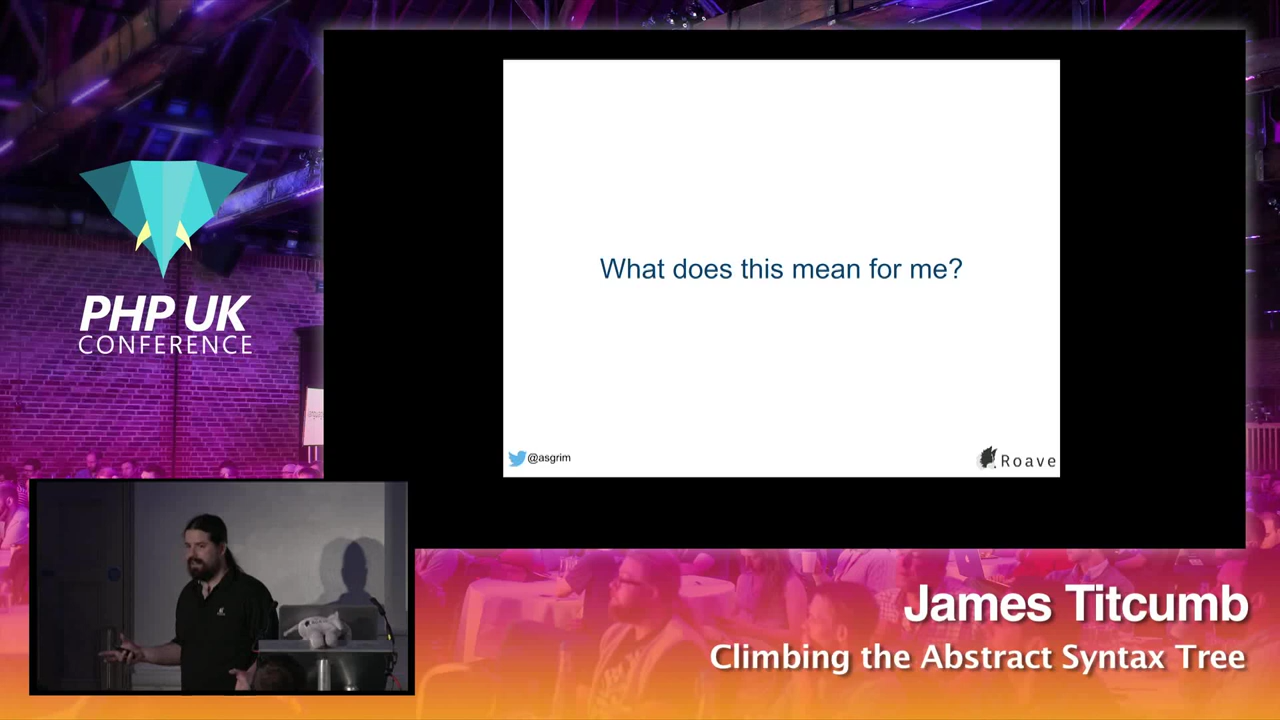 PHP UK
CONFERENCE
What does this mean for me?
@asgrim
Roave
James Titcumb
Climbing the Abstract Syntax Tree